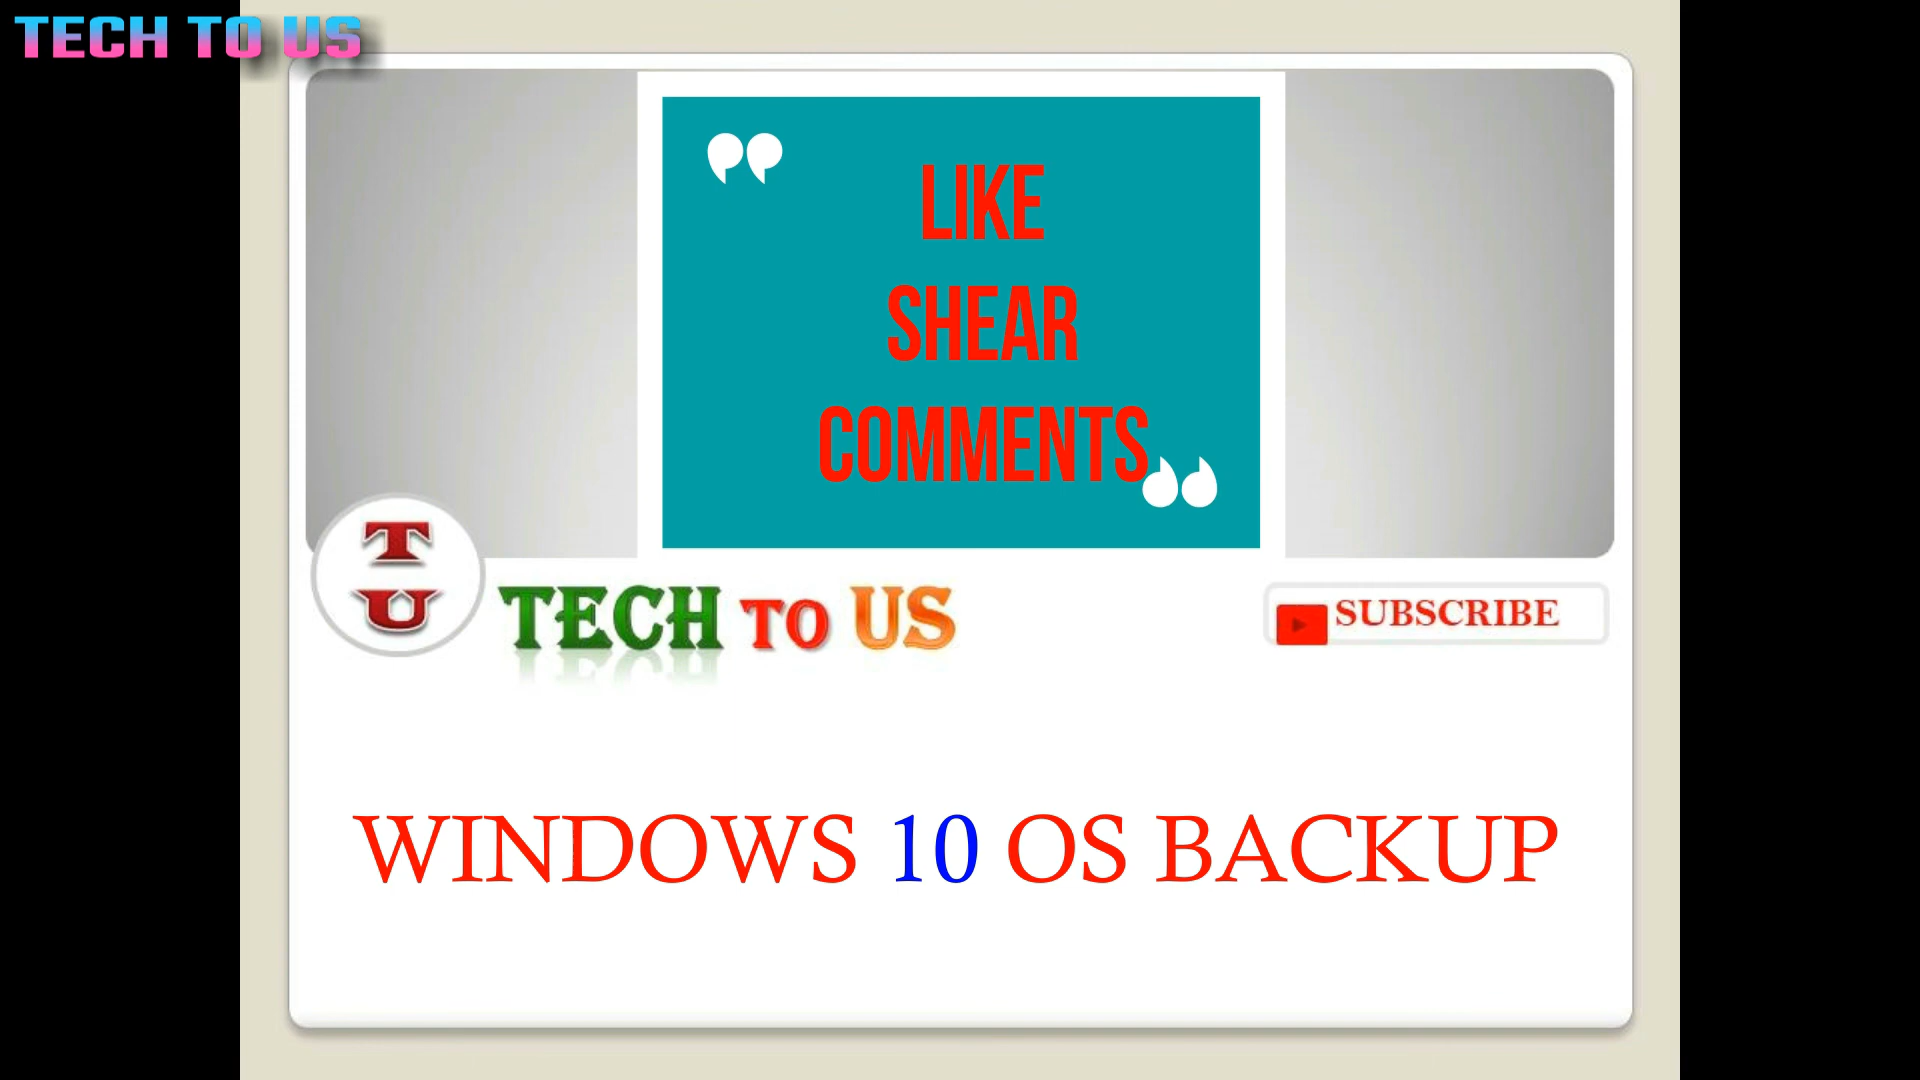 TECH TO US
LIKE
SHEAR
COMMENTS
T
U
TECH TO US
SUBSCRIBE
WINDOWS 10 OS BACKUP